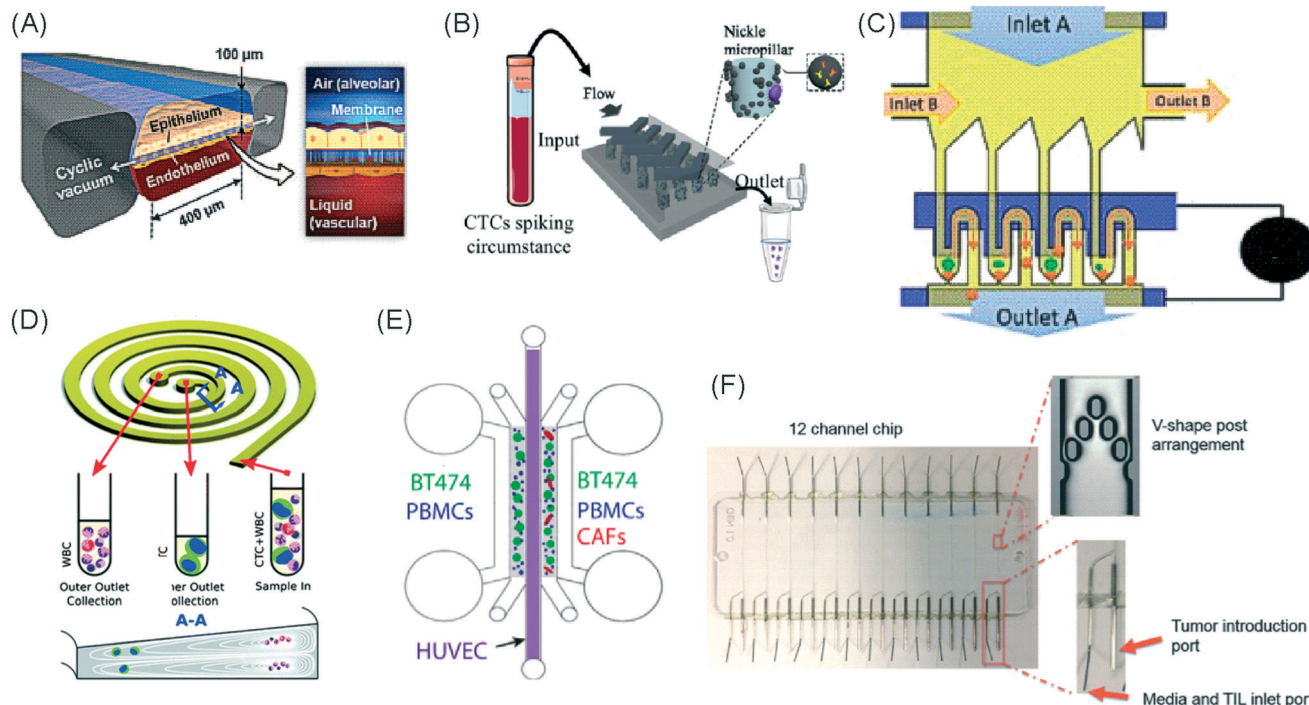 (A)
100 µm
Air (alveolar)
Membrane
Epithelium
Endothelium
Cyclic
vacuum
400 µm
Liquid
(vascular)
(B)
Nickle
micropillar
Flow
Input
Outlet
CTCs spiking
circumstance
(C)
Inlet A
Inlet B
Outlet B
Outlet A
(D)
A
A
WBC
TC
CTC+WBC
Outer Outlet
Collection
ner Outlet
ollection
Sample In
A-A
(E)
BT474
PBMCs
BT474
PBMCs
CAFs
HUVEC
(F)
12 channel chip
V-shape post
arrangement
Tumor introduction
port
Media and TIL inlet port